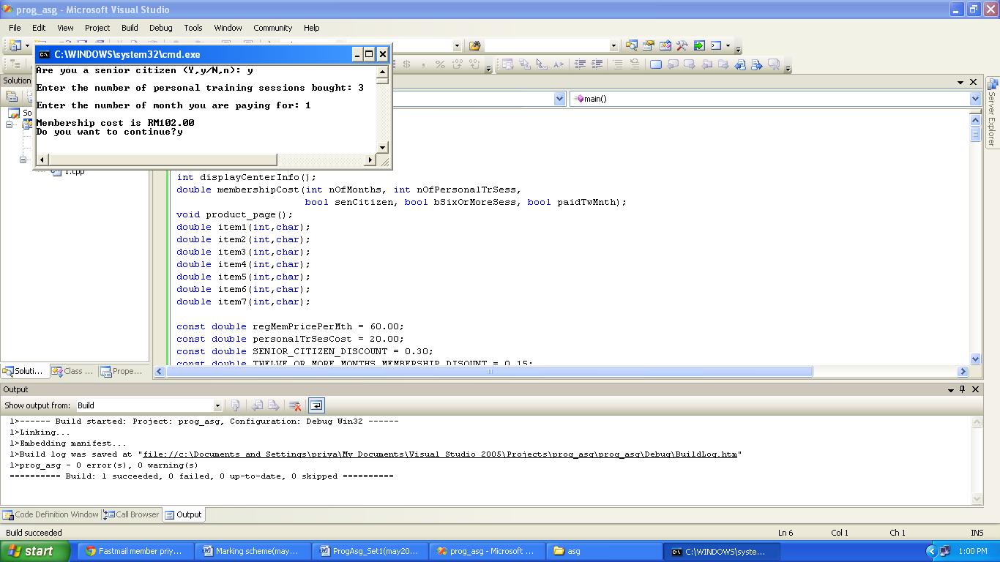 prog_asg - Microsoft Visual Studio
File Edit View Project Build Debug Tools Window Community Help
C:\WINDOWS\system32\cmd.exe
Are you a senior citizen (Y,y/N,n): y
Enter the number of personal training sessions bought: 3
Enter the number of month you are paying for: 1
Membership cost is RM102.00
Do you want to continue?y
Solution
So
1.cpp
main()
Server Explorer
int displayCenterInfo();
double membershipCost(int nOfMonths, int nOfPersonalTrSess,
bool senCitizen, bool bSixOrMoreSess, bool paidTwMnth);
void product_page();
double item1(int,char);
double item2(int,char);
double item3(int,char);
double item4(int,char);
double item5(int,char);
double item6(int,char);
double item7(int,char);
const double regMemPricePerMth = 60.00;
const double personalTrSesCost = 20.00;
const double SENIOR_CITIZEN_DISCOUNT = 0.30;
const double TWELVE_OR_MORE_MONTHS_MEMBERSHIP_DISOUNT = 0.15;
Soluti... Class ... Prope...
Output
Show output from: Build
1>------ Build started: Project: prog_asg, Configuration: Debug Win32 ------
1>Linking...
1>Embedding manifest...
1>Build log was saved at "file://c:\Documents and Settings\priya\My Documents\Visual Studio 2005\Projects\prog_asg\prog_asg\Debug\BuildLog.htm"
1>prog_asg - 0 error(s), 0 warning(s)
========== Build: 1 succeeded, 0 failed, 0 up-to-date, 0 skipped ==========
Code Definition Window Call Browser Output
Build succeeded Ln 6 Col 1 Ch 1 INS
start Fastmail member priy... Marking scheme(may... ProgAsg_Set1(may20... prog_asg - Microsoft ... asg C:\WINDOWS\syste... 1:00 PM